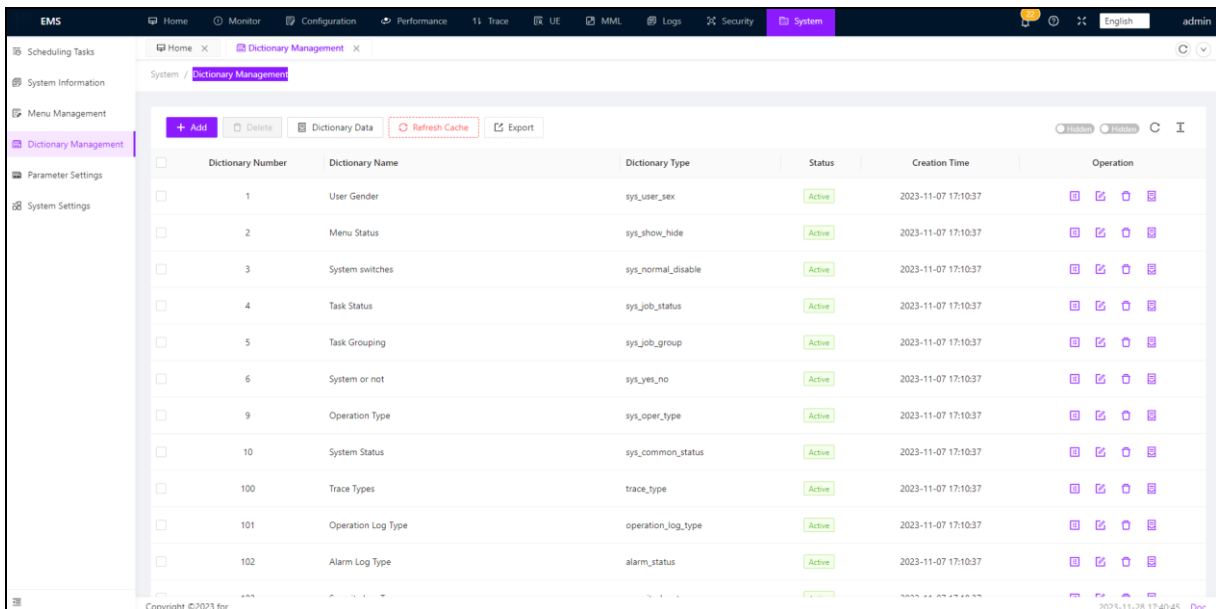 EMS Home Monitor Configuration Performance Trace UE MML Logs Security System 22 English admin
Scheduling Tasks
System Information
Menu Management
Dictionary Management
Parameter Settings
System Settings
Home Dictionary Management
System / Dictionary Management
+ Add Delete Dictionary Data Refresh Cache Export Hidden Hidden
Dictionary Number Dictionary Name Dictionary Type Status Creation Time Operation
1 User Gender sys_user_sex Active 2023-11-07 17:10:37
2 Menu Status sys_show_hide Active 2023-11-07 17:10:37
3 System switches sys_normal_disable Active 2023-11-07 17:10:37
4 Task Status sys_job_status Active 2023-11-07 17:10:37
5 Task Grouping sys_job_group Active 2023-11-07 17:10:37
6 System or not sys_yes_no Active 2023-11-07 17:10:37
9 Operation Type sys_oper_type Active 2023-11-07 17:10:37
10 System Status sys_common_status Active 2023-11-07 17:10:37
100 Trace Types trace_type Active 2023-11-07 17:10:37
101 Operation Log Type operation_log_type Active 2023-11-07 17:10:37
102 Alarm Log Type alarm_status Active 2023-11-07 17:10:37
Copyright ©2023 for 2023-11-28 17:40:45 Doc